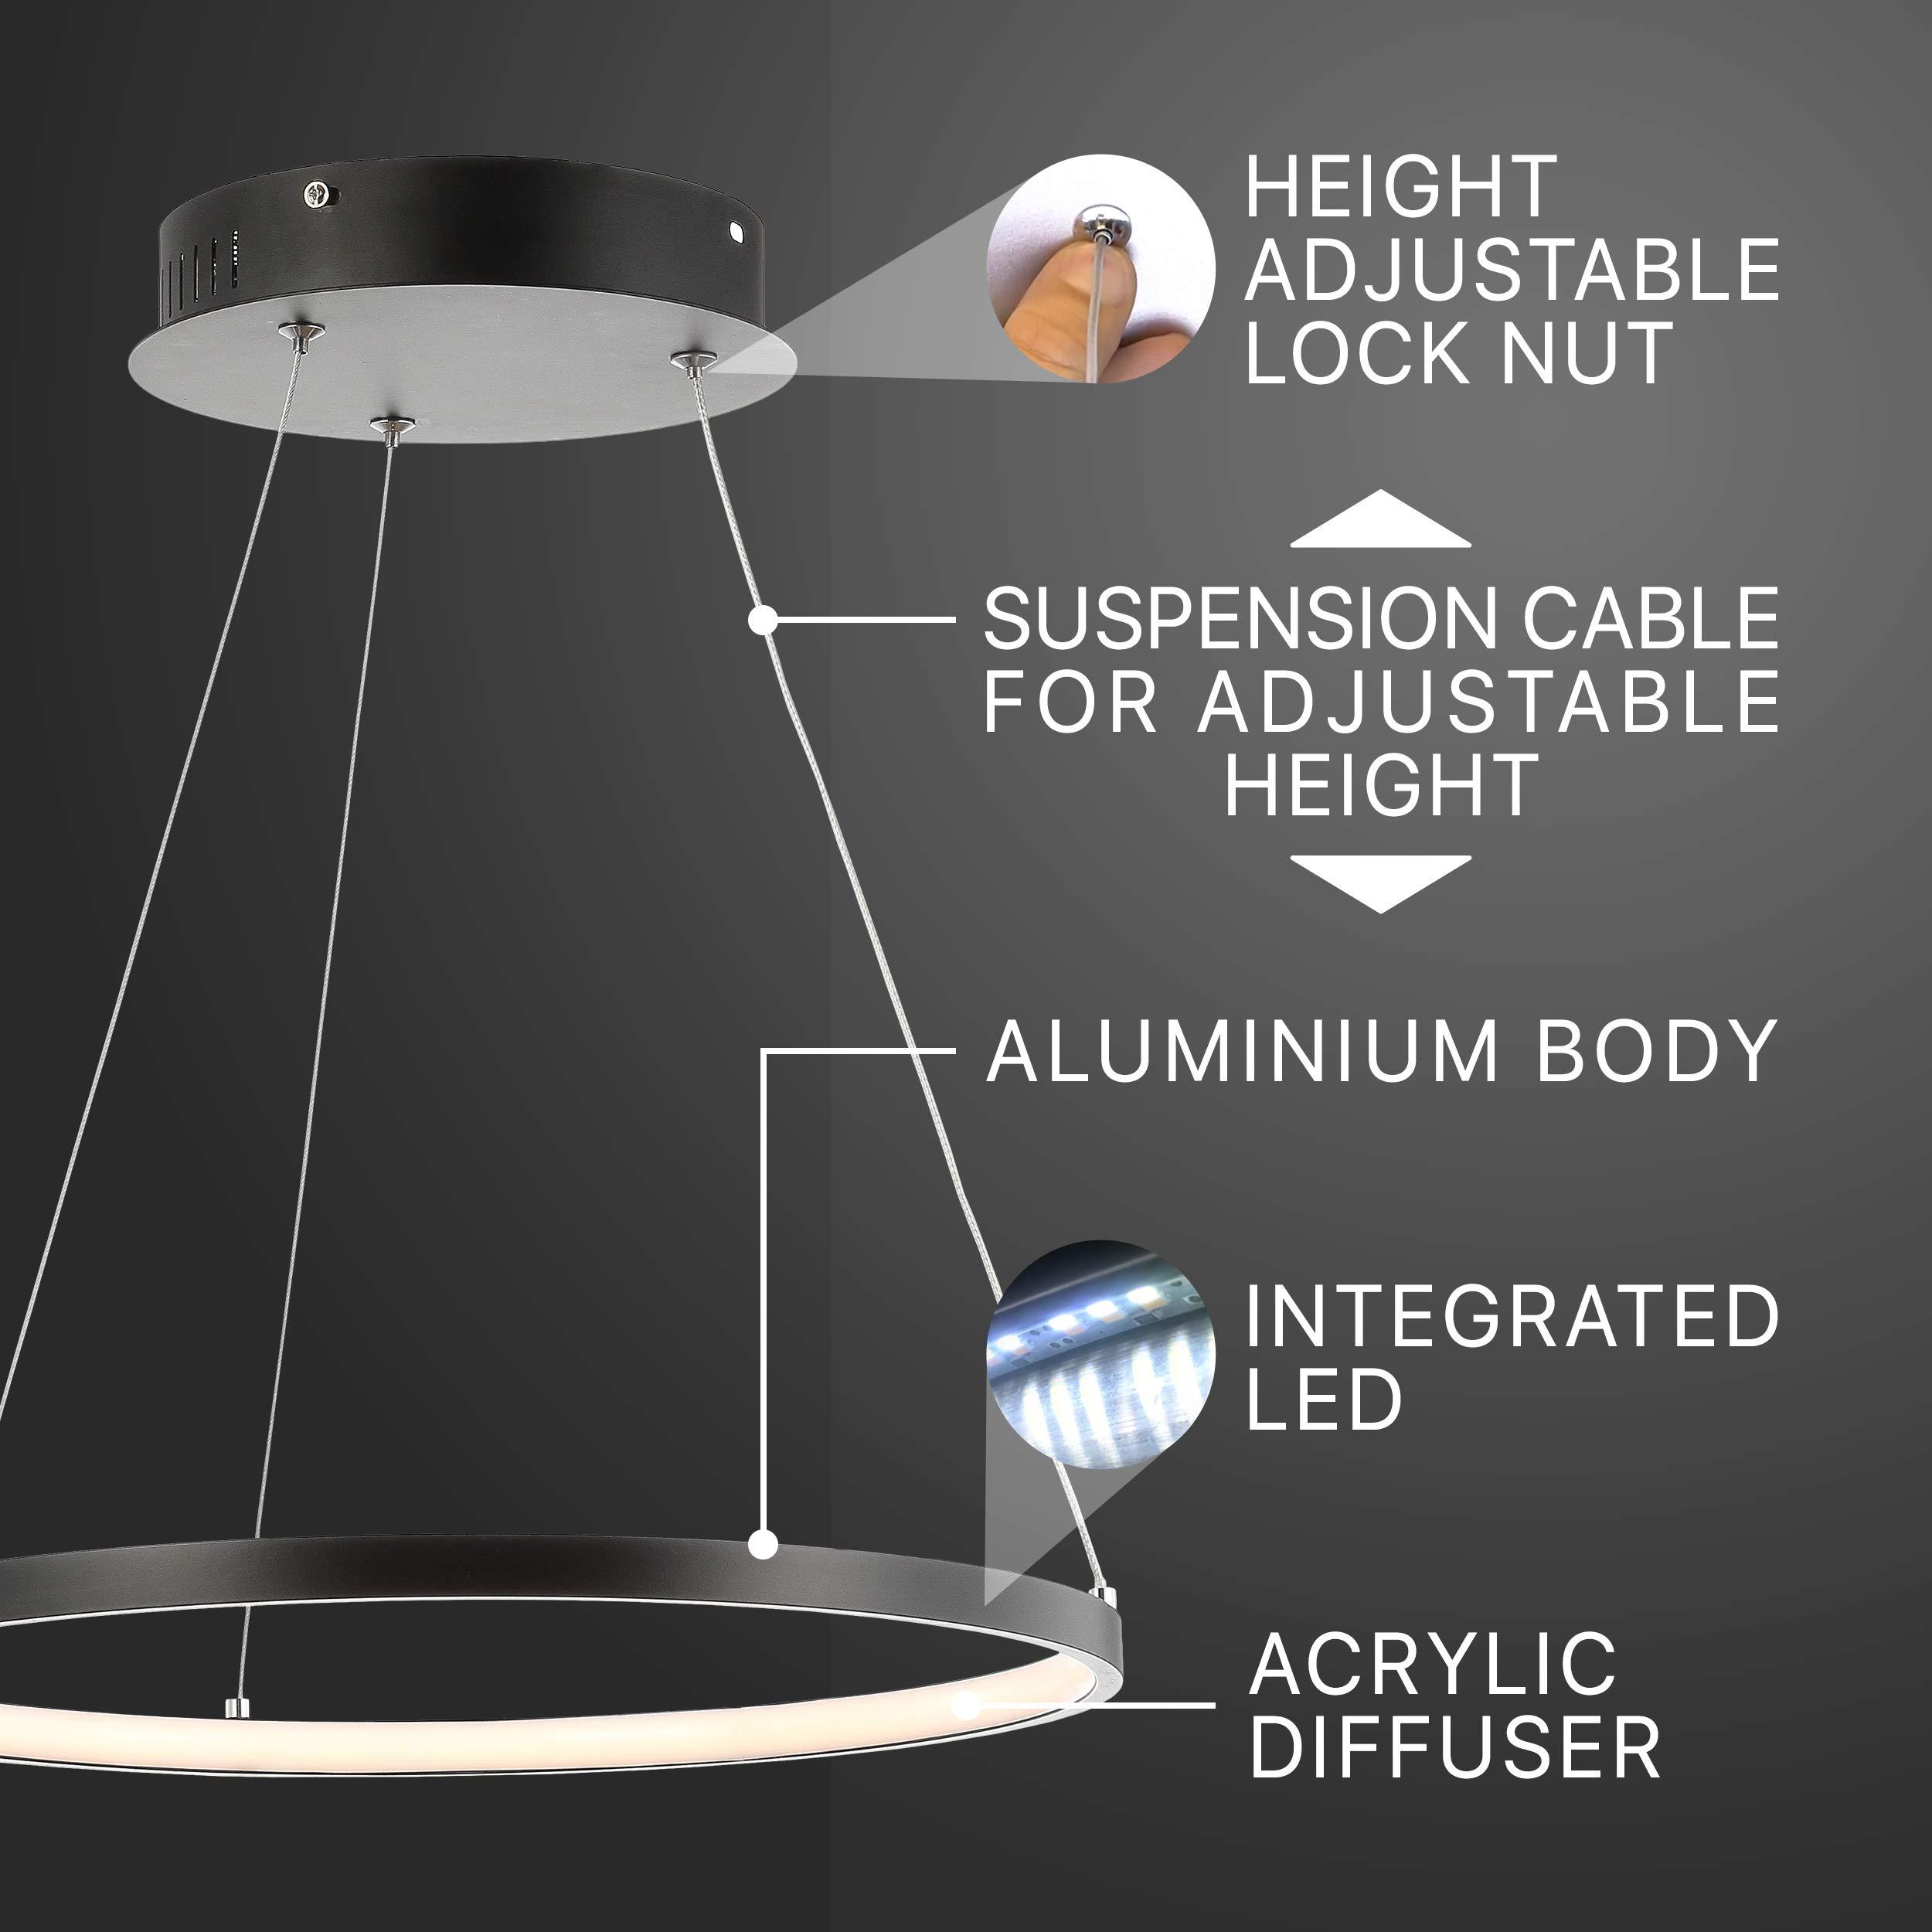 HEIGHT
ADJUSTABLE
LOCK NUT
SUSPENSION CABLE
FOR ADJUSTABLE
HEIGHT
ALUMINIUM BODY
INTEGRATED
LED
ACRYLIC
DIFFUSER